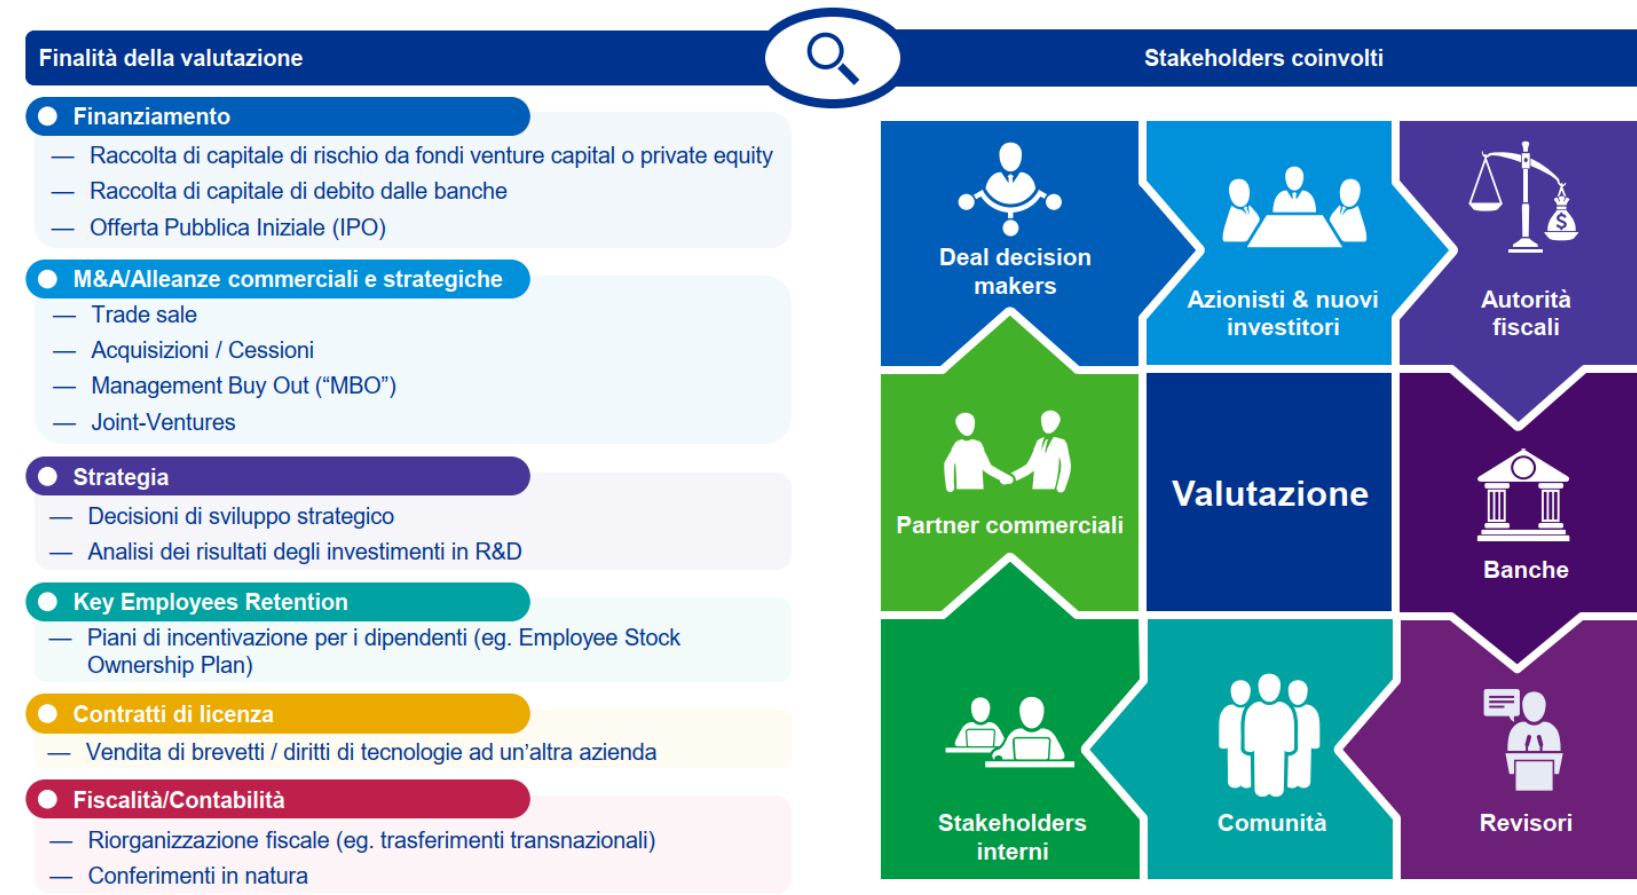 Finalità della valutazione
Finanziamento
— Raccolta di capitale di rischio da fondi venture capital o private equity
— Raccolta di capitale di debito dalle banche
— Offerta Pubblica Iniziale (IPO)
M&A/Alleanze commerciali e strategiche
— Trade sale
— Acquisizioni / Cessioni
— Management Buy Out (“MBO”)
— Joint-Ventures
Strategia
— Decisioni di sviluppo strategico
— Analisi dei risultati degli investimenti in R&D
Key Employees Retention
— Piani di incentivazione per i dipendenti (eg. Employee Stock
Ownership Plan)
Contratti di licenza
— Vendita di brevetti / diritti di tecnologie ad un’altra azienda
Fiscalità/Contabilità
— Riorganizzazione fiscale (eg. trasferimenti transnazionali)
— Conferimenti in natura
Stakeholders coinvolti
Deal decision
makers
Azionisti & nuovi
investitori
$
Autorità
fiscali
Partner commerciali
Valutazione
Banche
Stakeholders
interni
Comunità
Revisori